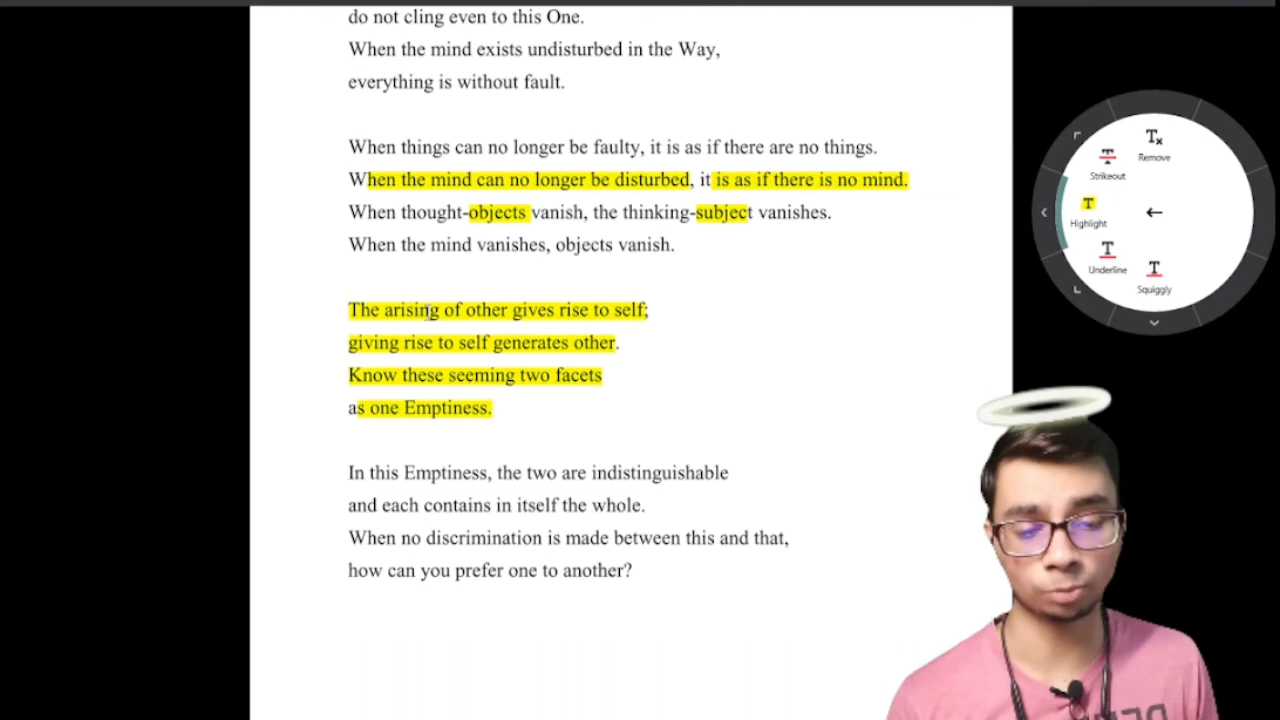 do not cling even to this One.
When the mind exists undisturbed in the Way,
everything is without fault.
When things can no longer be faulty, it is as if there are no things.
When the mind can no longer be disturbed, it is as if there is no mind.
When thought-objects vanish, the thinking-subject vanishes.
When the mind vanishes, objects vanish.
The arising of other gives rise to self;
giving rise to self generates other.
Know these seeming two facets
as one Emptiness.
In this Emptiness, the two are indistinguishable
and each contains in itself the whole.
When no discrimination is made between this and that,
how can you prefer one to another?
Remove
Strikeout
Highlight
Underline
Squiggly